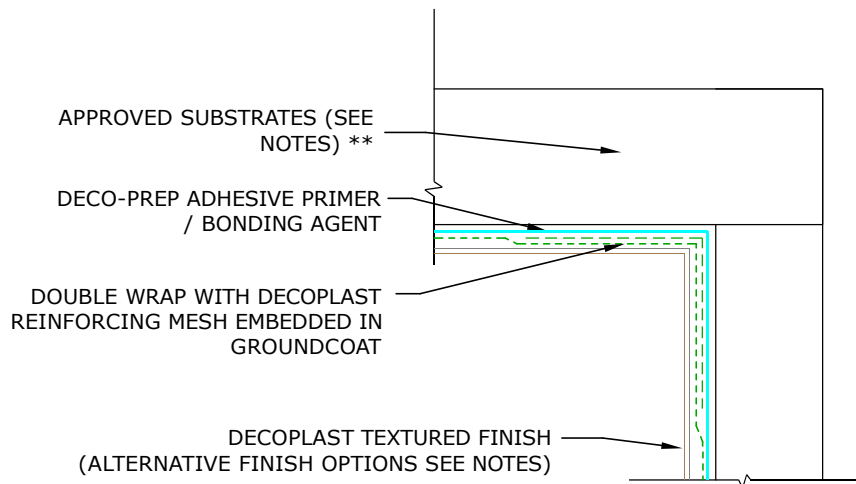 APPROVED SUBSTRATES (SEE
NOTES) **
DECO-PREP ADHESIVE PRIMER
/ BONDING AGENT
DOUBLE WRAP WITH DECOPLAST
REINFORCING MESH EMBEDDED IN
GROUNDCOAT
DECOPLAST TEXTURED FINISH
(ALTERNATIVE FINISH OPTIONS SEE NOTES)